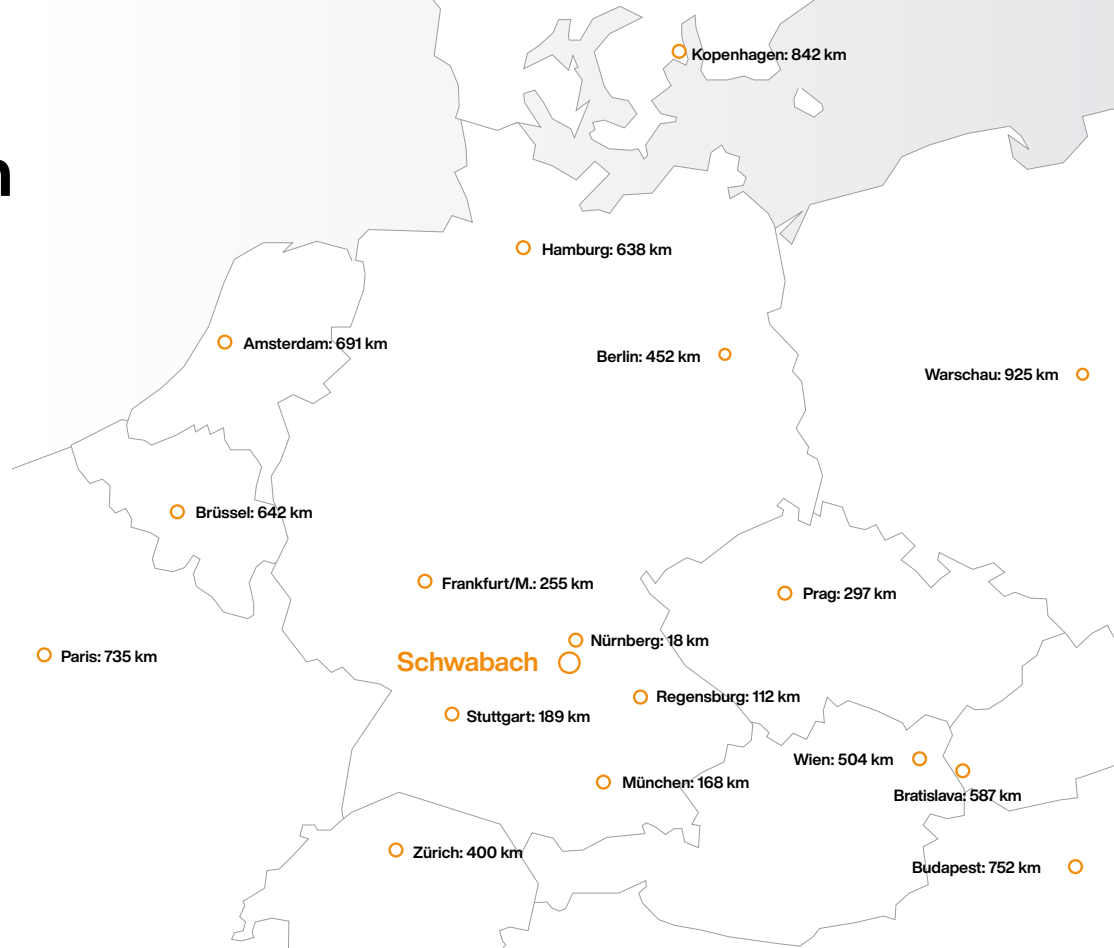 Kopenhagen: 842 km
n
Hamburg: 638 km
Amsterdam: 691 km
Berlin: 452 km
Warschau: 925 km
Brüssel: 642 km
Frankfurt/M.: 255 km
Prag: 297 km
Nürnberg: 18 km
Paris: 735 km
Schwabach
Regensburg: 112 km
Stuttgart: 189 km
Wien: 504 km
München: 168 km
Bratislava: 587 km
Zürich: 400 km
Budapest: 752 km